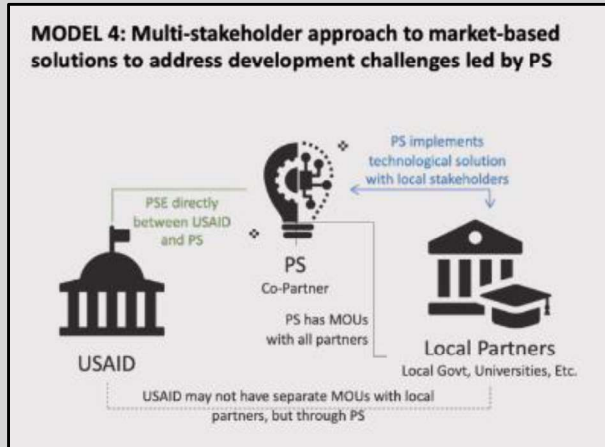 MODEL 4: Multi-stakeholder approach to market-based
solutions to address development challenges led by PS
PS implements
technological solution
with local stakeholders
PSE directly
between USAID
and PS
PS
Co-Partner
PS has MOUs
with all partners
USAID
Local Partners
Local Govt, Universities, Etc.
USAID may not have separate MOUs with local
partners, but through PS